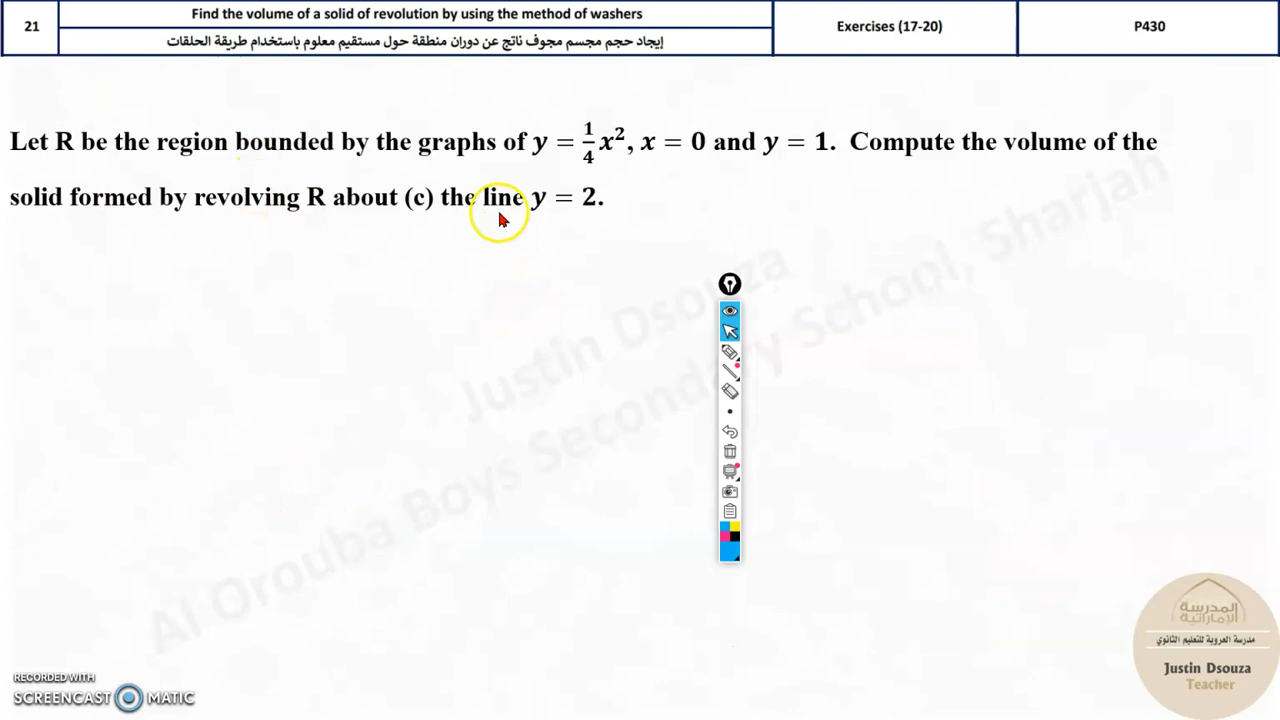 21
Find the volume of a solid of revolution by using the method of washers
إيجاد حجم مجسم مجوف ناتج عن دوران منطقة حول مستقيم معلوم باستخدام طريقة الحلقات
Exercises (17-20)
P430
Let R be the region bounded by the graphs of y = 1/4 x², x = 0 and y = 1. Compute the volume of the
solid formed by revolving R about (c) the line y = 2.
Justin Dsouza
Al Orouba Boys Secondary School, Sharjah
RECORDED WITH
SCREENCAST MATIC
المدرسة
الإماراتية
مدرسة العروبة للتعليم الثانوي
Justin Dsouza
Teacher